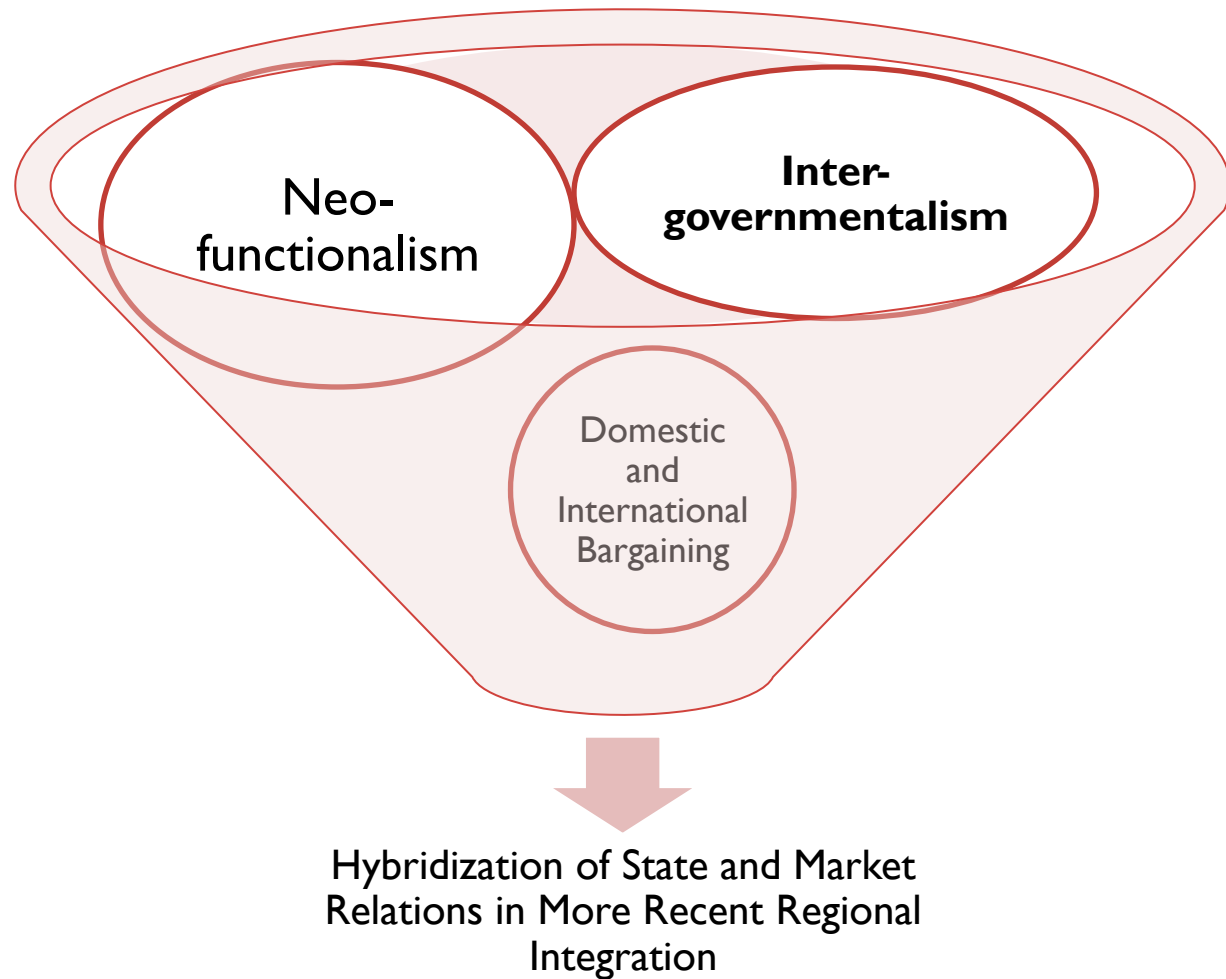 Neo-
functionalism
Inter-
governmentalism
Domestic
and
International
Bargaining
Hybridization of State and Market
Relations in More Recent Regional
Integration